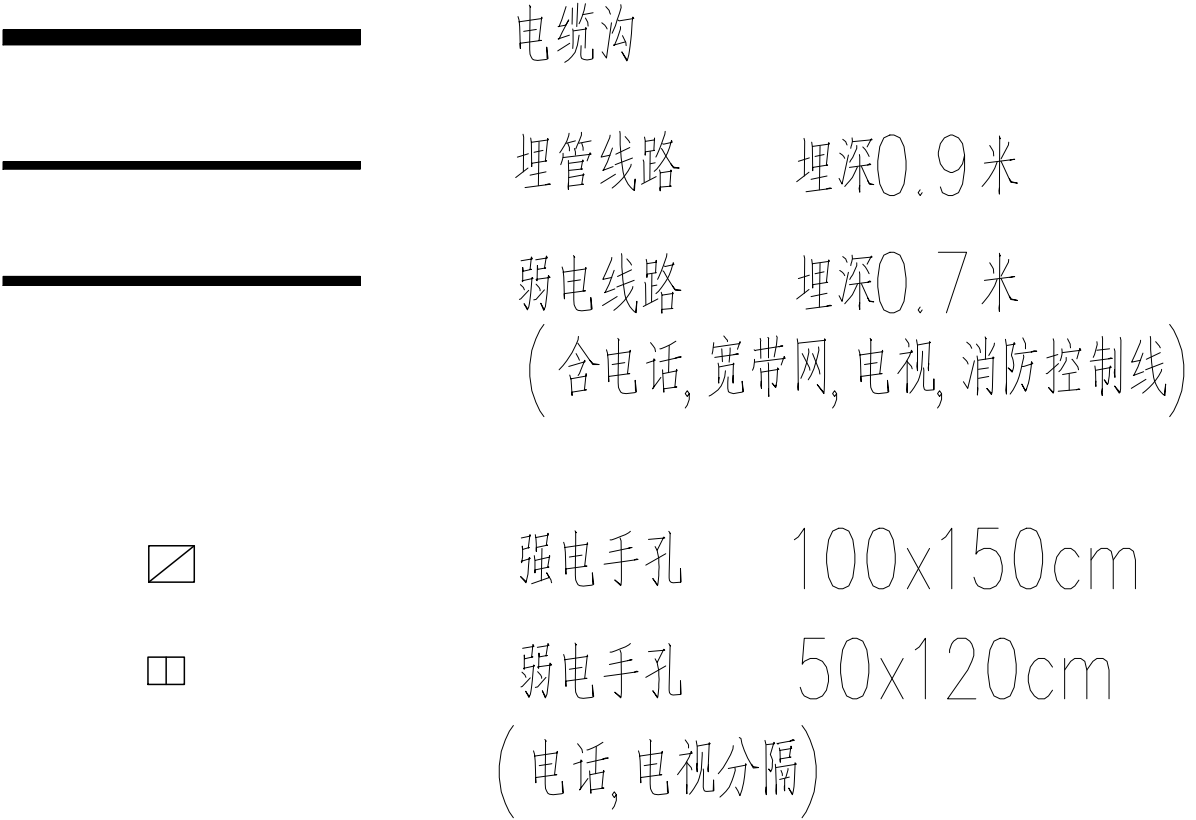 电缆沟
埋管线路 埋深0.9米
弱电线路 埋深0.7米
(含电话,宽带网,电视,消防控制线)
强电手孔 100x150cm
弱电手孔 50x120cm
(电话,电视分隔)